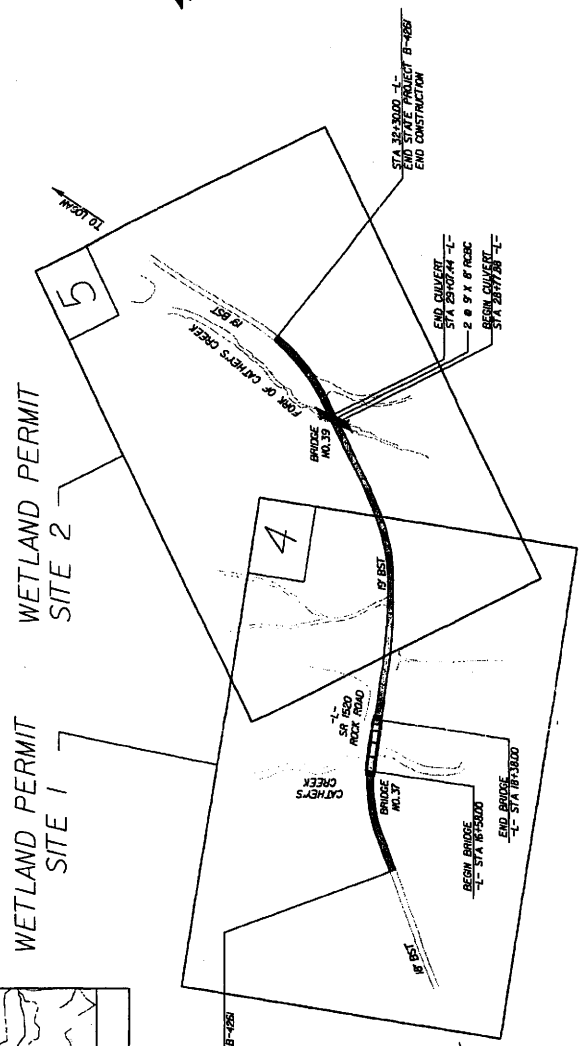 WETLAND PERMIT
SITE 1
WETLAND PERMIT
SITE 2
5
4
TO LOGAN
19' BST
FORK OF CATHEY'S CREEK
BRIDGE
NO.39
STA 32+30.00 -L-
END STATE PROJECT B-4261
END CONSTRUCTION
END CULVERT
STA 29+07.44 -L-
2 @ 9' X 8' RCBC
BEGIN CULVERT
STA 28+77.88 -L-
19' BST
-L-
SR 1520
ROCK ROAD
CATHEY'S
CREEK
BRIDGE
NO.37
BEGIN BRIDGE
-L- STA 16+58.00
END BRIDGE
-L- STA 18+38.00
18' BST
B-4261